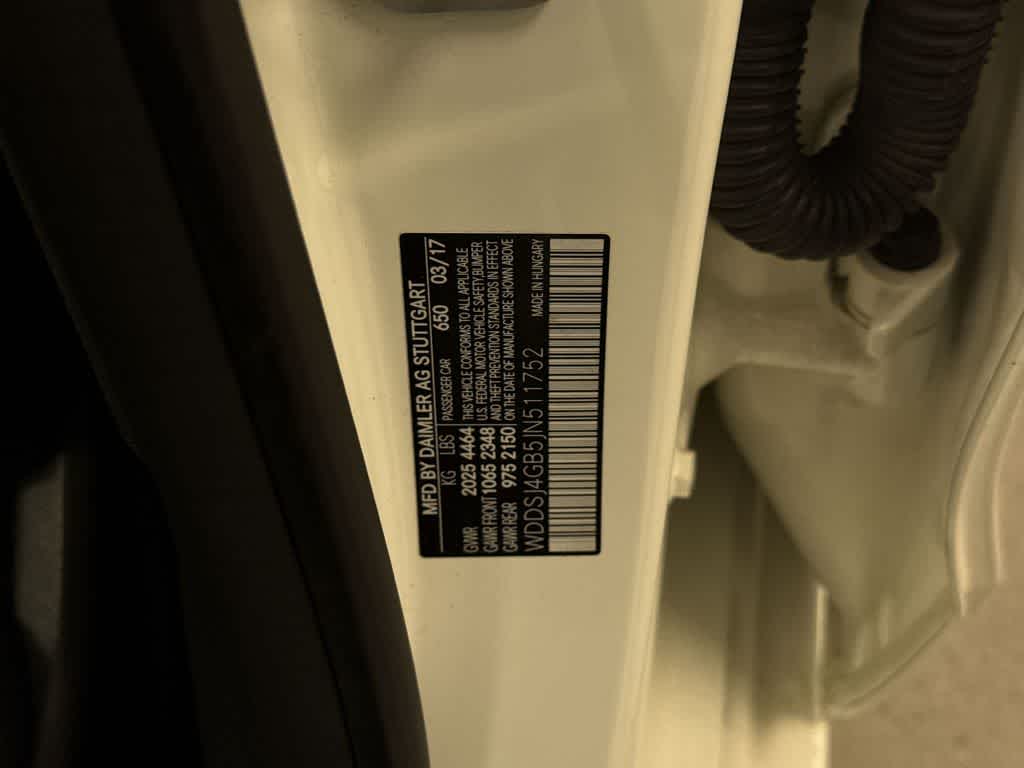 MFD BY DAIMLER AG STUTTGART
KG LBS PASSENGER CAR 650 03/17
GVWR 2025 4464 THIS VEHICLE CONFORMS TO ALL APPLICABLE
GAWR FRONT 1065 2348 U.S. FEDERAL MOTOR VEHICLE SAFETY,BUMPER
GAWR REAR 975 2150 AND THEFT PREVENTION STANDARDS IN EFFECT
ON THE DATE OF MANUFACTURE SHOWN ABOVE
WDDSJ4GB5JN511752 MADE IN HUNGARY